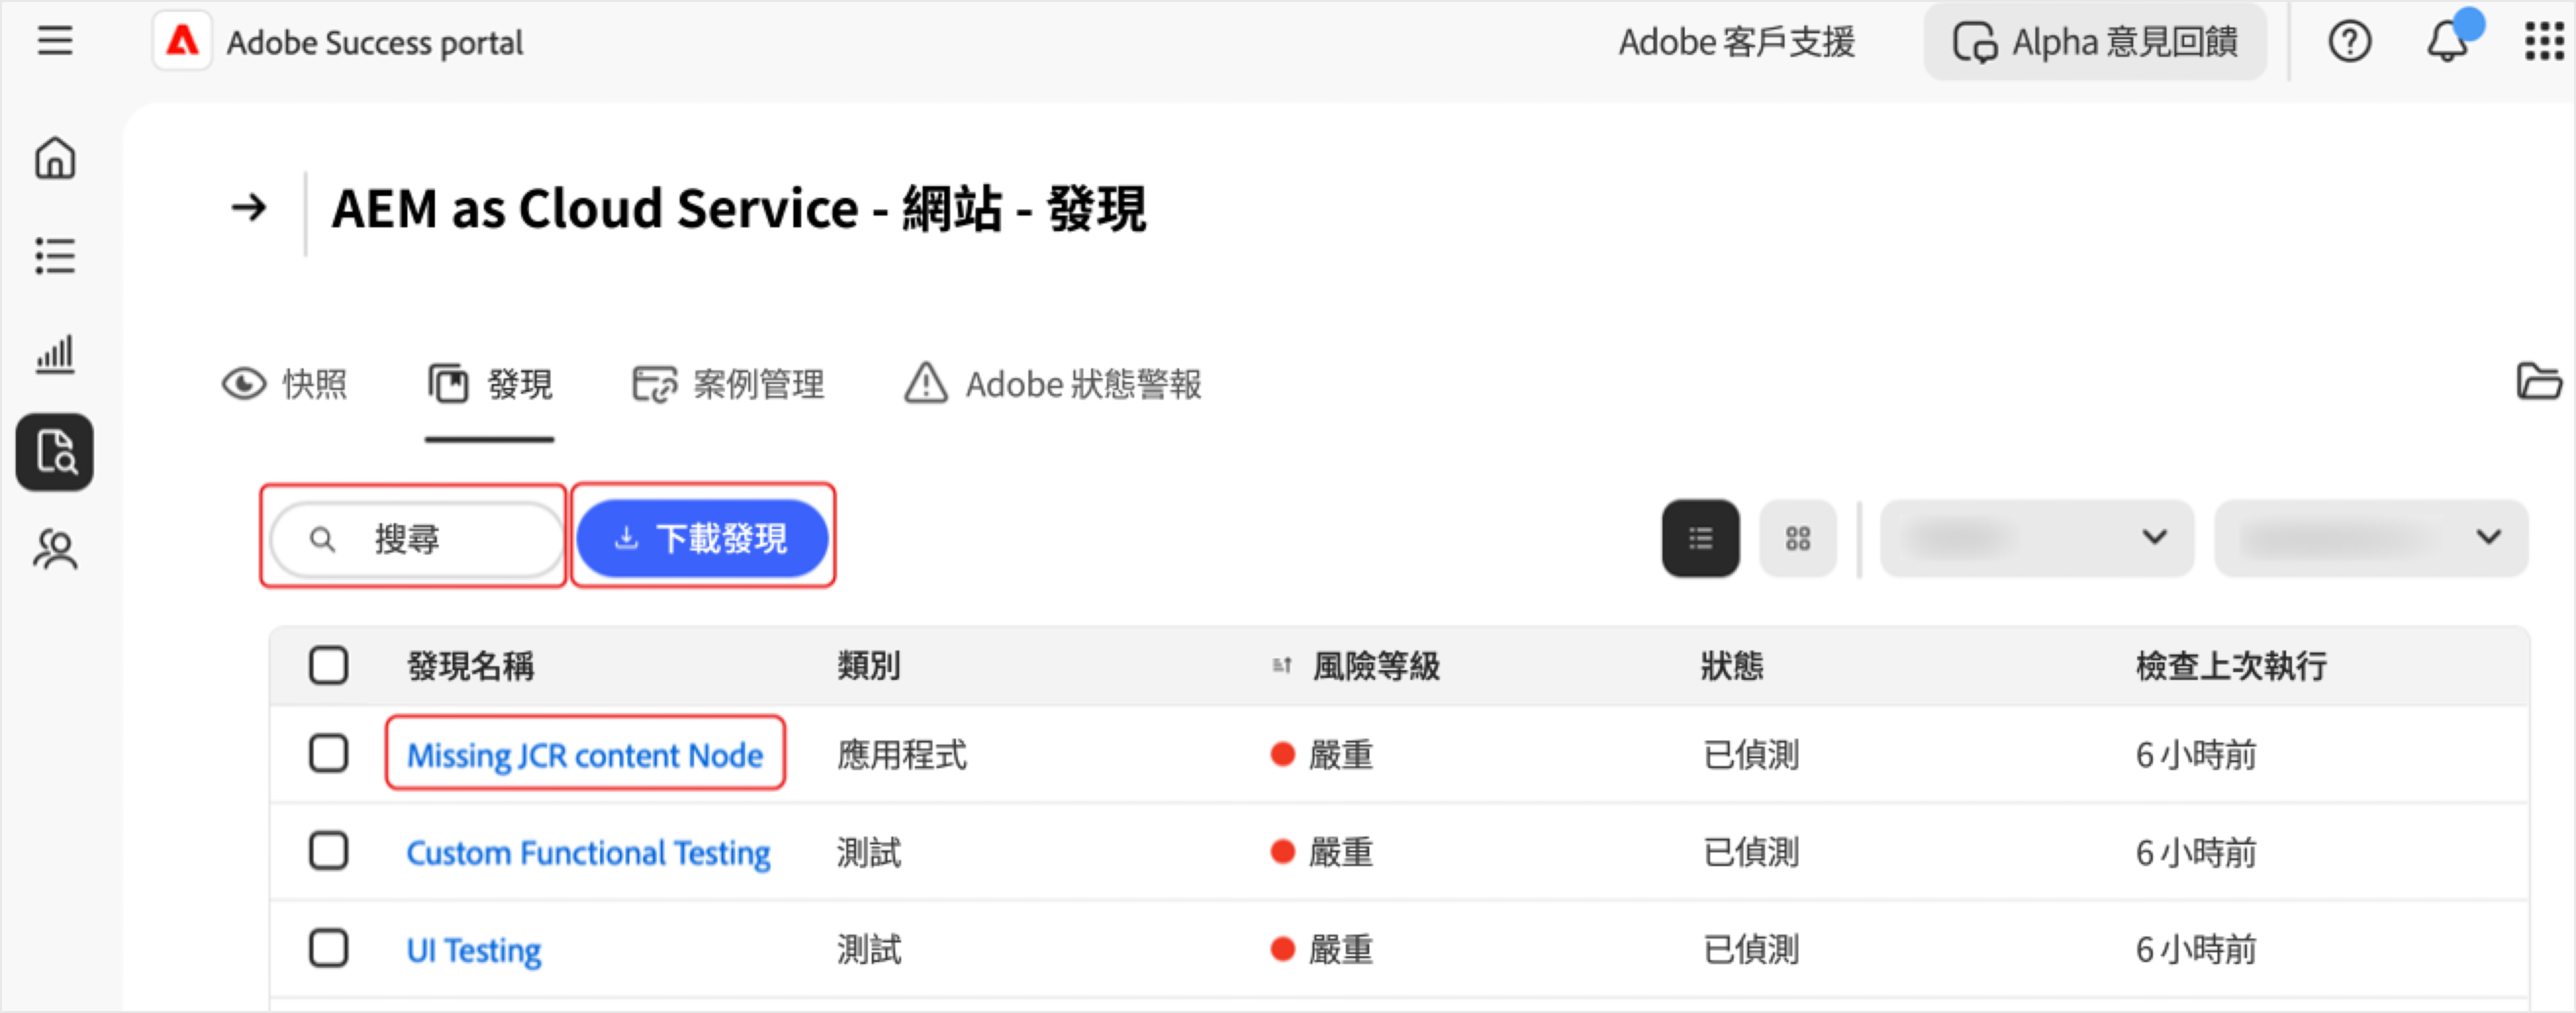 Adobe Success portal
Adobe 客戶支援
Alpha 意見回饋
AEM as Cloud Service - 網站 - 發現
快照
發現
案例管理
Adobe 狀態警報
搜尋
下載發現
發現名稱 類別 風險等級 狀態 檢查上次執行
Missing JCR content Node 應用程式 嚴重 已偵測 6 小時前
Custom Functional Testing 測試 嚴重 已偵測 6 小時前
UI Testing 測試 嚴重 已偵測 6 小時前